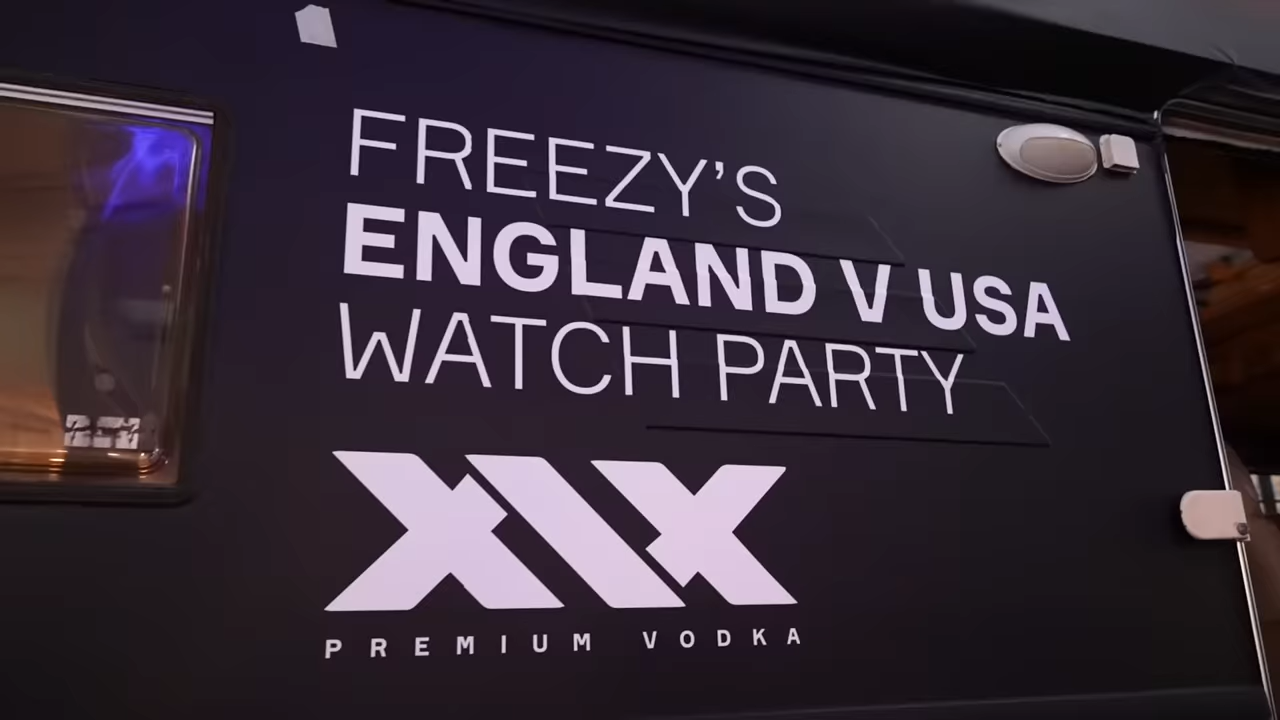 FREEZY'S
ENGLAND V USA
WATCH PARTY
XIX
PREMIUM VODKA